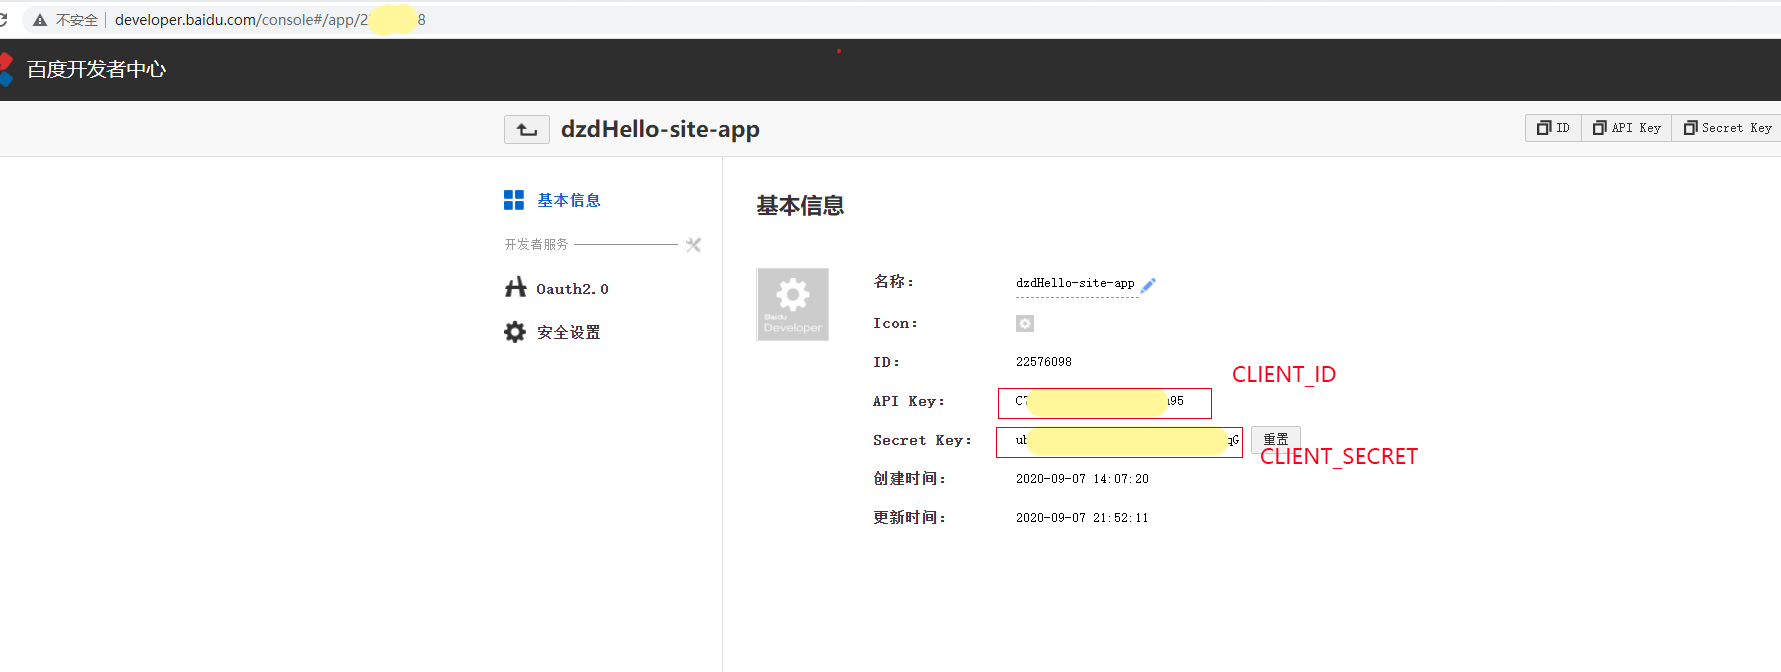 不安全 developer.baidu.com/console#/app/2 8
百度开发者中心
dzdHello-site-app
ID API Key Secret Key
基本信息
开发者服务
Oauth2.0
安全设置
基本信息
Baidu
Developer
名称： dzdHello-site-app
Icon:
ID: 22576098
CLIENT_ID
API Key: C7 95
Secret Key: ub qG 重置
CLIENT_SECRET
创建时间： 2020-09-07 14:07:20
更新时间： 2020-09-07 21:52:11